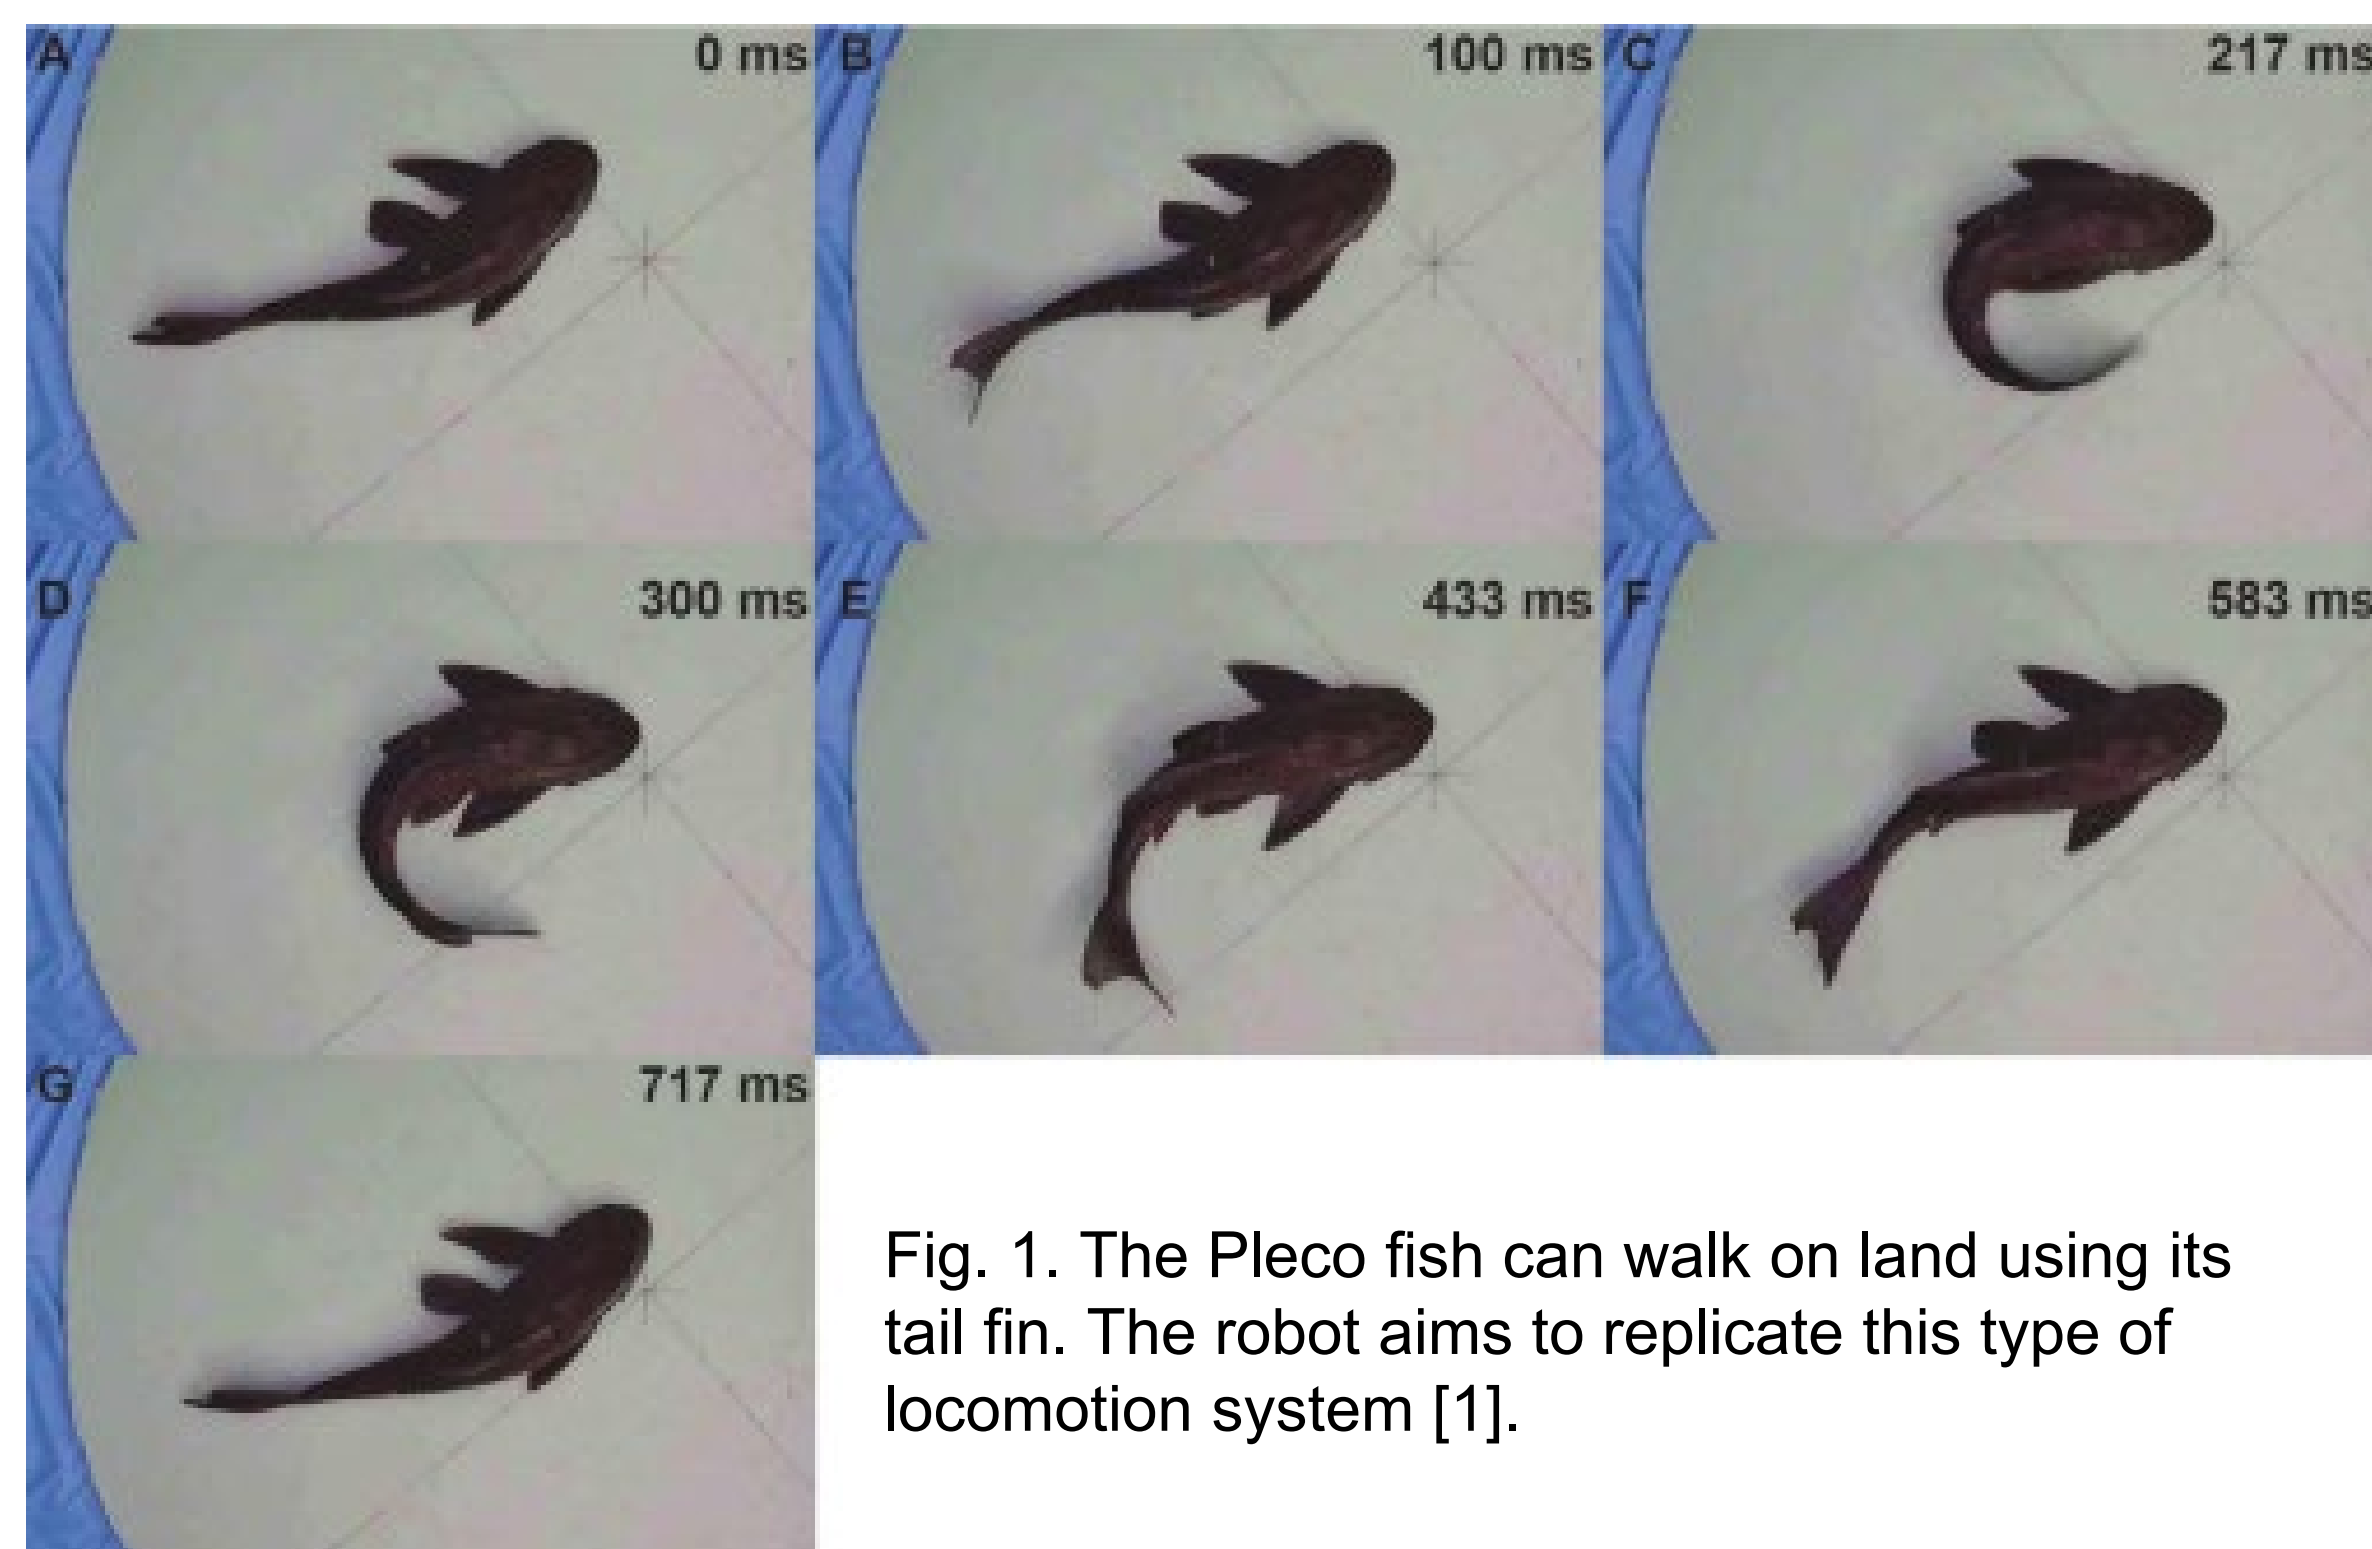 A 0 ms B 100 ms C 217 ms
D 300 ms E 433 ms F 583 ms
G 717 ms
Fig. 1. The Pleco fish can walk on land using its
tail fin. The robot aims to replicate this type of
locomotion system [1].